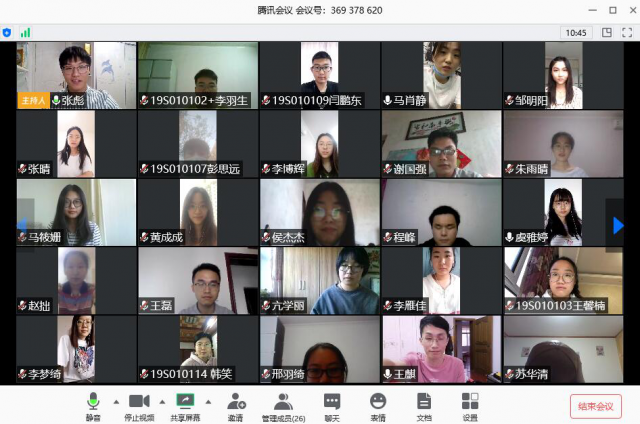 腾讯会议 会议号：369 378 620
10:45
主持人 张彪
19S010102+李羽生
19S010109闫鹏东
马肖静
邹明阳
张晴
19S010107彭思远
李博辉
谢国强
朱雨晴
马筱姗
黄成成
侯杰杰
程峰
虞雅婷
赵拙
王磊
亢学丽
李雁佳
19S010103王馨楠
李梦绮
19S010114 韩笑
邢羽绮
王麒
苏华清
静音
停止视频
共享屏幕
邀请
管理成员(26)
聊天
表情
文档
设置
结束会议